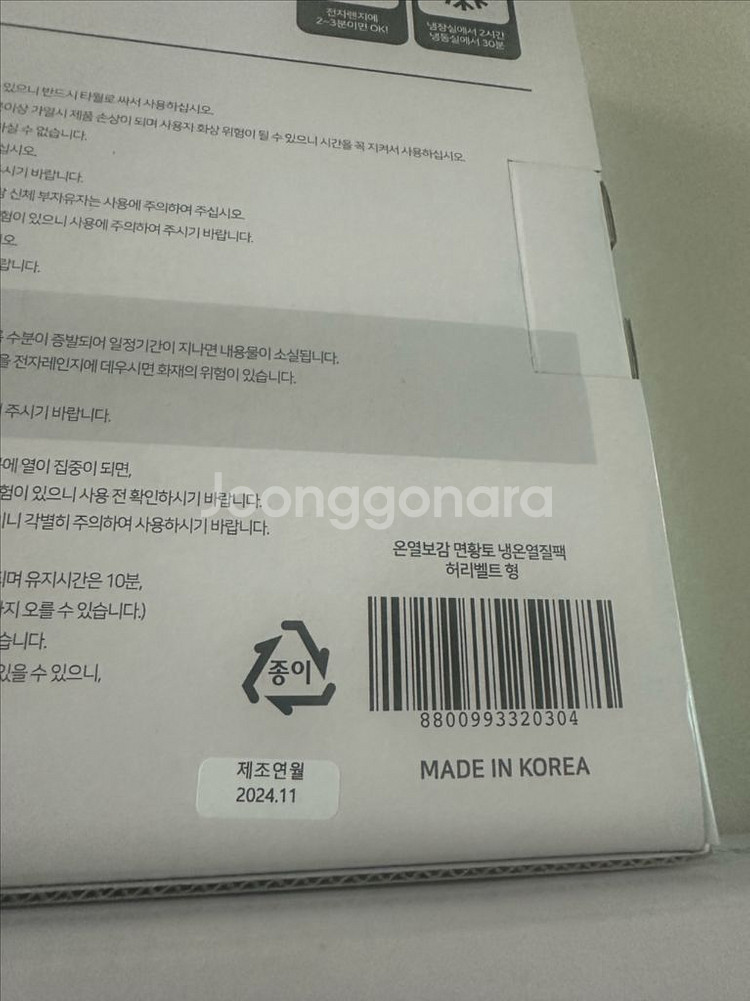 전자랜지에
2~3분이면 OK!
냉장실에서 2시간
냉동실에서 30분
있으니 반드시 타월로 싸서 사용하십시오.
이상 가열시 제품 손상이 되며 사용자 화상 위험이 될 수 있으니 시간을 꼭 지켜서 사용하십시오.
하실 수 없습니다.
십시오.
시기 바랍니다.
신체 부자유자는 사용에 주의하여 주십시오.
험이 있으니 사용에 주의하여 주시기 바랍니다.
오.
랍니다.
수분이 증발되어 일정기간이 지나면 내용물이 소실됩니다.
을 전자레인지에 데우시면 화재의 위험이 있습니다.
주시기 바랍니다.
에 열이 집중이 되면,
험이 있으니 사용 전 확인하시기 바랍니다.
이니 각별히 주의하여 사용하시기 바랍니다.
Joonggonara
되며 유지시간은 10분,
까지 오를 수 있습니다.)
습니다.
있을 수 있으니,
온열보감 면황토 냉온열찜팩
허리벨트 형
종이
8800993320304
MADE IN KOREA
제조연월
2024.11